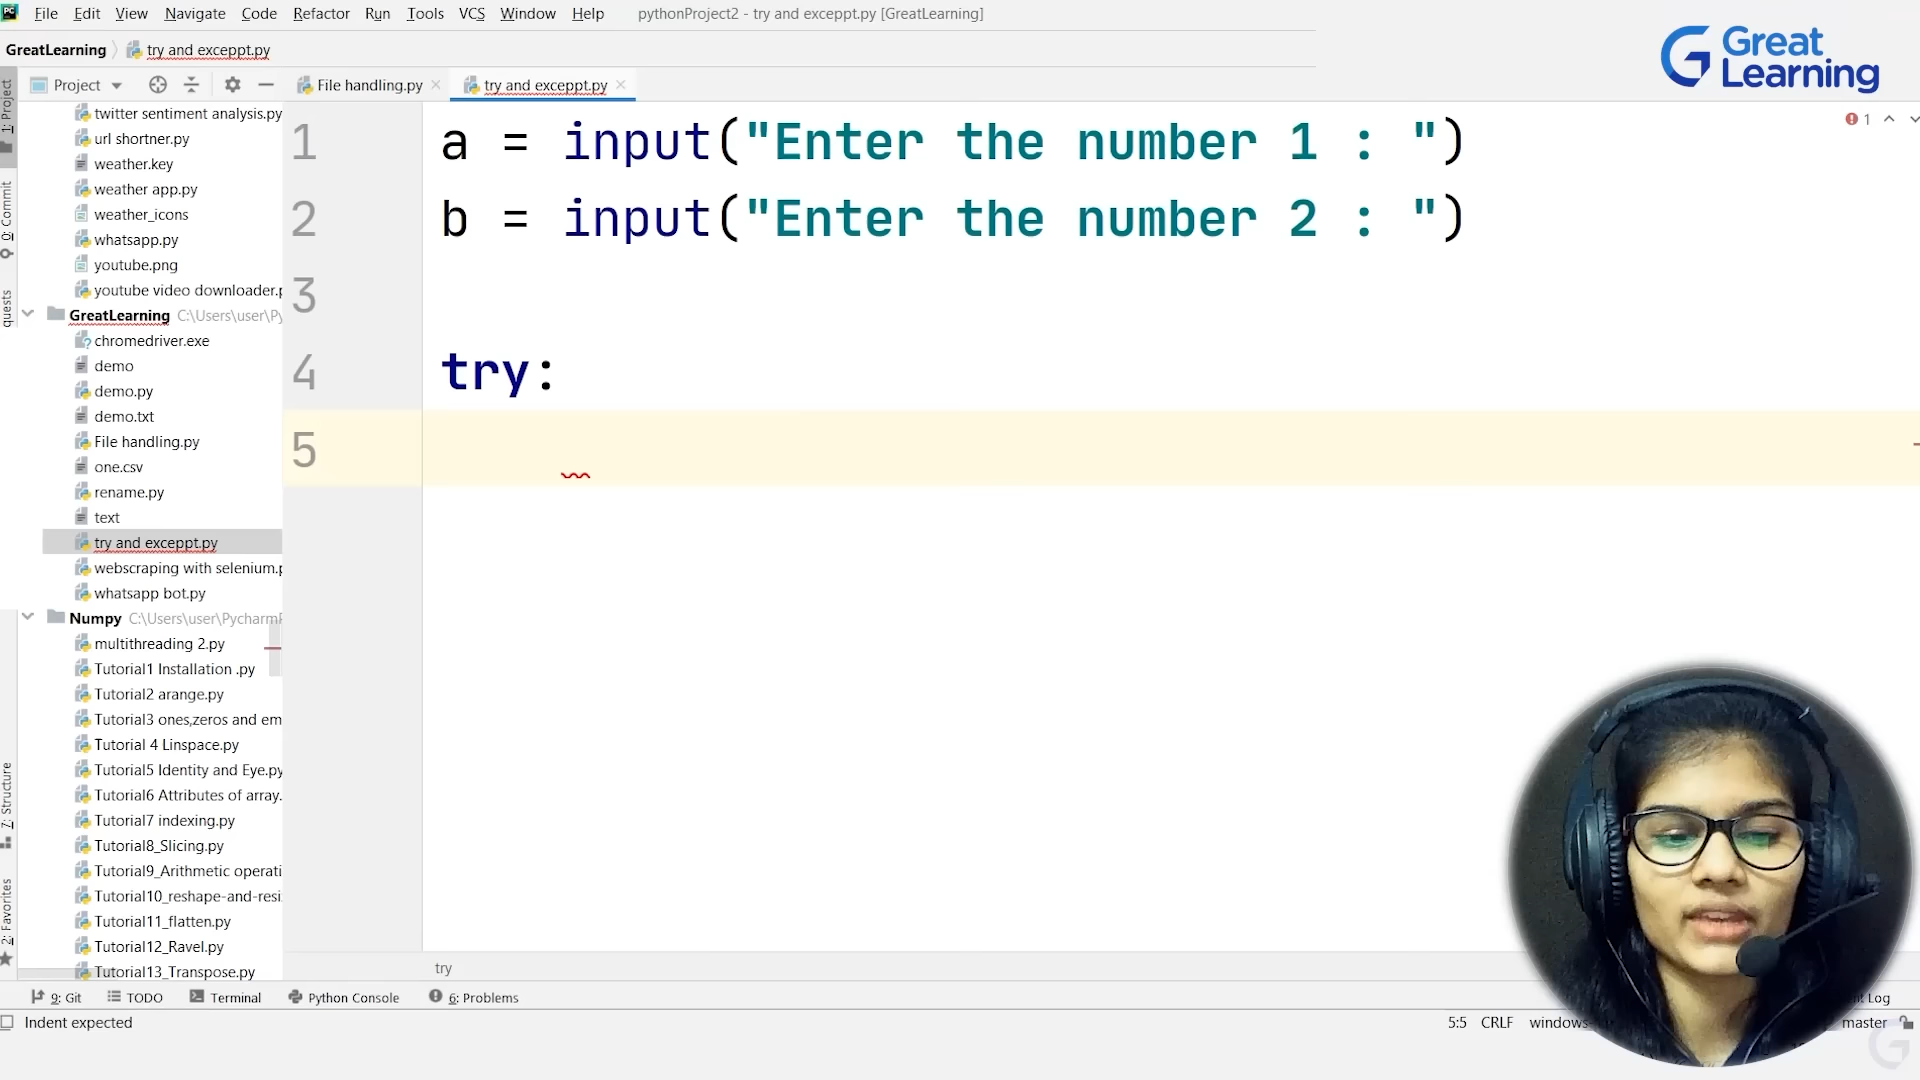 File Edit View Navigate Code Refactor Run Tools VCS Window Help pythonProject2 - try and exceppt.py [GreatLearning]
GreatLearning try and exceppt.py
Great
Learning
Project
File handling.py
try and exceppt.py
1: Project
0: Commit
quests
7: Structure
2: Favorites
twitter sentiment analysis.py
url shortner.py
weather.key
weather app.py
weather_icons
whatsapp.py
youtube.png
youtube video downloader.p
GreatLearning C:\Users\user\Py
chromedriver.exe
demo
demo.py
demo.txt
File handling.py
one.csv
rename.py
text
try and exceppt.py
webscraping with selenium.p
whatsapp bot.py
Numpy C:\Users\user\PycharmP
multithreading 2.py
Tutorial1 Installation .py
Tutorial2 arange.py
Tutorial3 ones,zeros and em
Tutorial 4 Linspace.py
Tutorial5 Identity and Eye.py
Tutorial6 Attributes of array.
Tutorial7 indexing.py
Tutorial8_Slicing.py
Tutorial9_Arithmetic operati
Tutorial10_reshape-and-resi
Tutorial11_flatten.py
Tutorial12_Ravel.py
Tutorial13_Transpose.py
1 a = input("Enter the number 1 : ")
2 b = input("Enter the number 2 : ")
3
4 try:
5
1
try
9: Git TODO Terminal Python Console 6: Problems
Log
Indent expected 5:5 CRLF windows- master